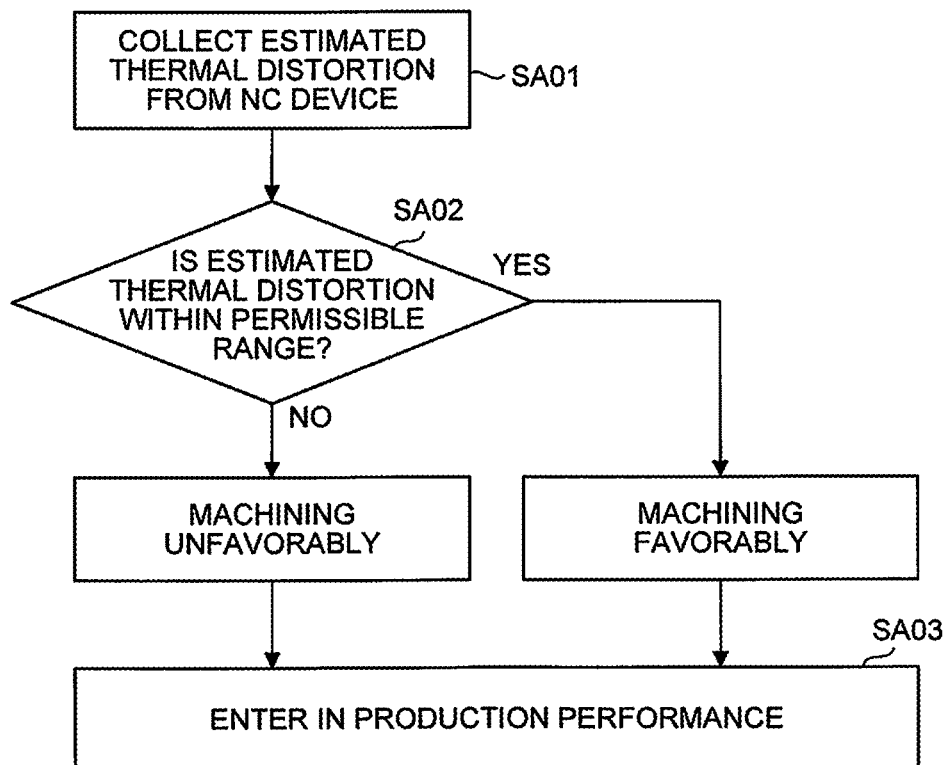 COLLECT ESTIMATED
THERMAL DISTORTION
FROM NC DEVICE
SA01
SA02
IS ESTIMATED
THERMAL DISTORTION
WITHIN PERMISSIBLE
RANGE?
YES
NO
MACHINING
UNFAVORABLY
MACHINING
FAVORABLY
SA03
ENTER IN PRODUCTION PERFORMANCE